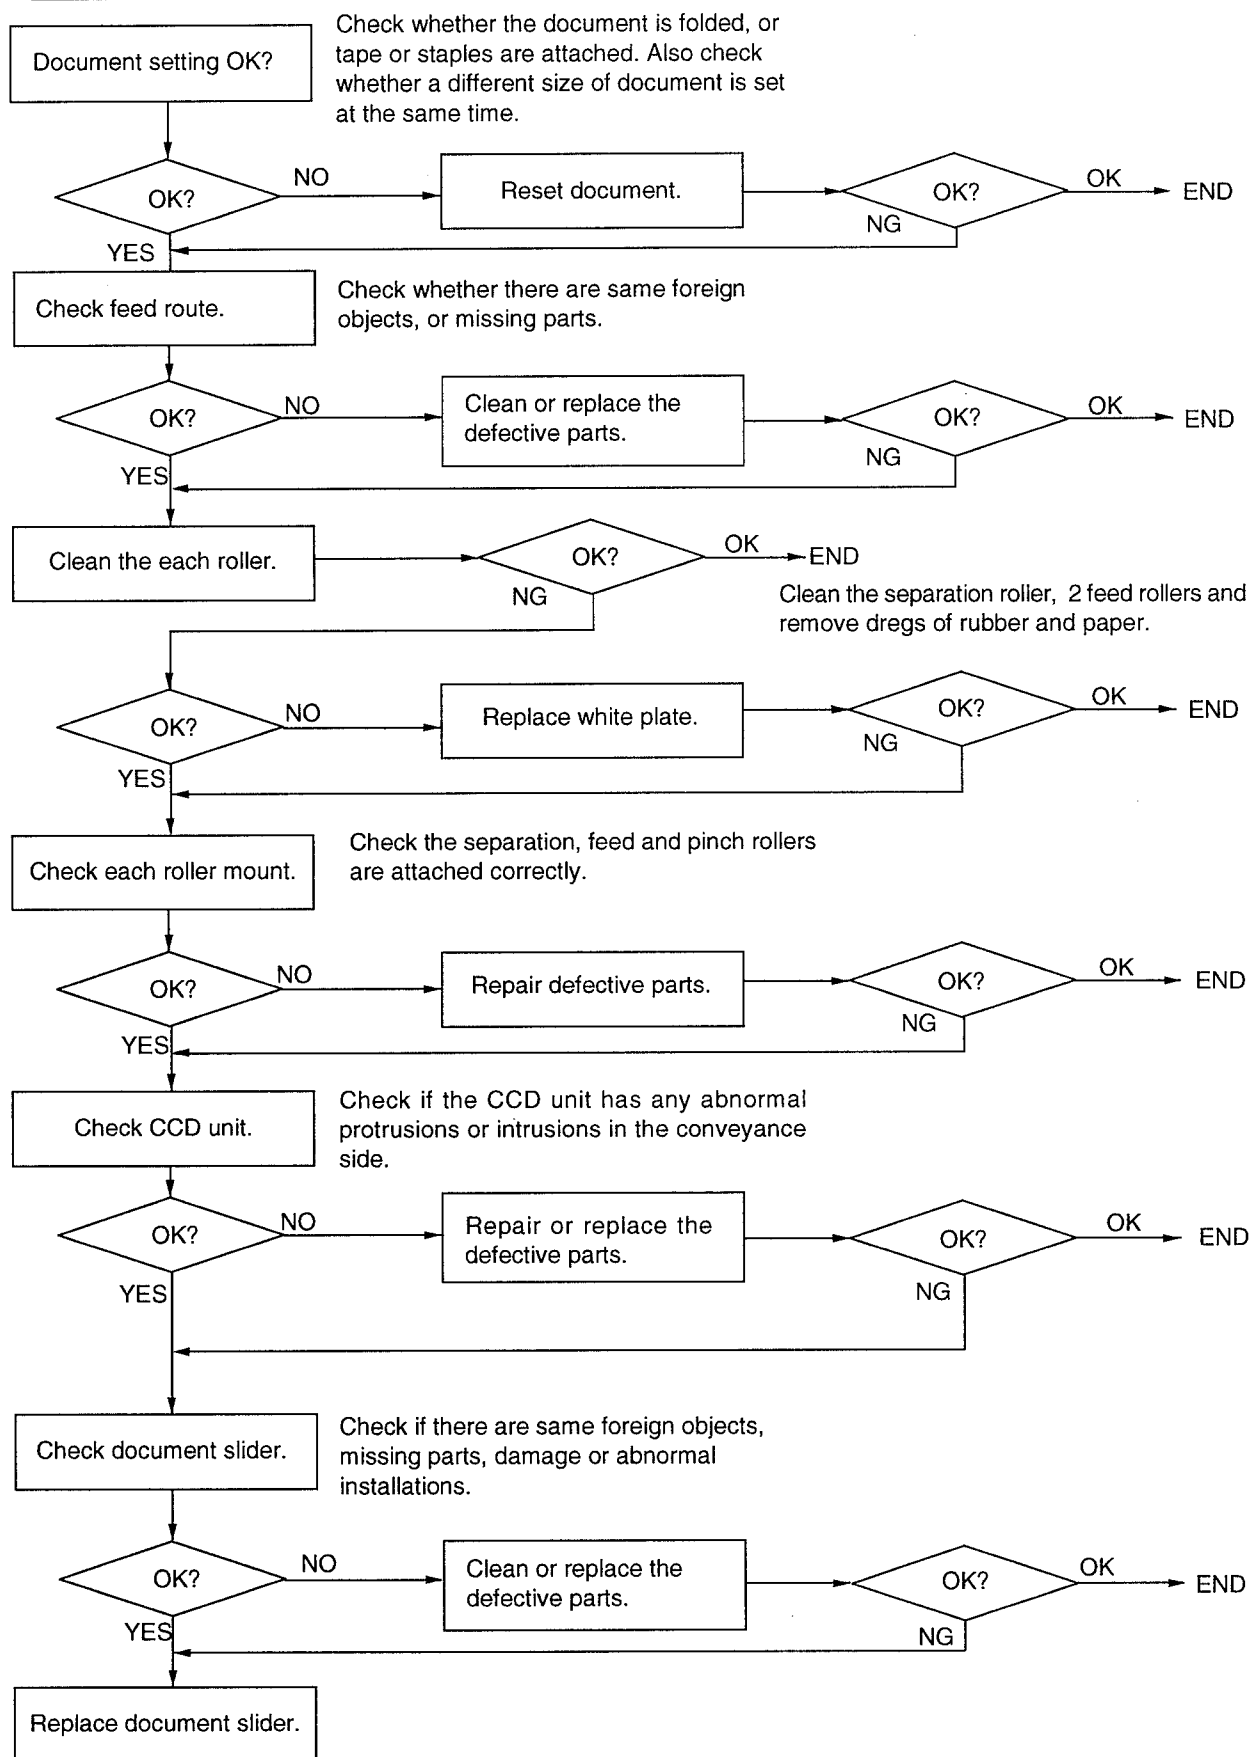 Document setting OK?
Check whether the document is folded, or
tape or staples are attached. Also check
whether a different size of document is set
at the same time.
OK?
NO
Reset document.
OK?
OK
END
NG
YES
Check feed route.
Check whether there are same foreign
objects, or missing parts.
OK?
NO
Clean or replace the
defective parts.
OK?
OK
END
NG
YES
Clean the each roller.
OK?
OK
END
NG
Clean the separation roller, 2 feed rollers and
remove dregs of rubber and paper.
OK?
NO
Replace white plate.
OK?
OK
END
NG
YES
Check each roller mount.
Check the separation, feed and pinch rollers
are attached correctly.
OK?
NO
Repair defective parts.
OK?
OK
END
NG
YES
Check CCD unit.
Check if the CCD unit has any abnormal
protrusions or intrusions in the conveyance
side.
OK?
NO
Repair or replace the
defective parts.
OK?
OK
END
NG
YES
Check document slider.
Check if there are same foreign objects,
missing parts, damage or abnormal
installations.
OK?
NO
Clean or replace the
defective parts.
OK?
OK
END
NG
YES
Replace document slider.